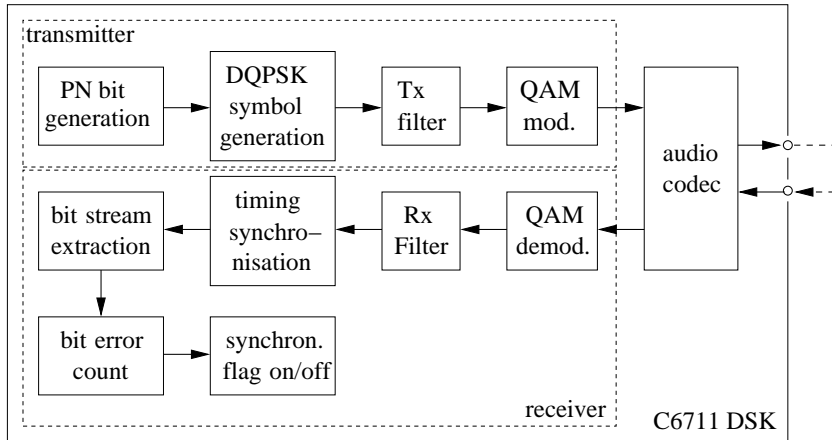 transmitter
PN bit
generation
DQPSK
symbol
generation
Tx
filter
QAM
mod.
audio
codec
bit stream
extraction
timing
synchro–
nisation
Rx
Filter
QAM
demod.
bit error
count
synchron.
flag on/off
receiver
C6711 DSK